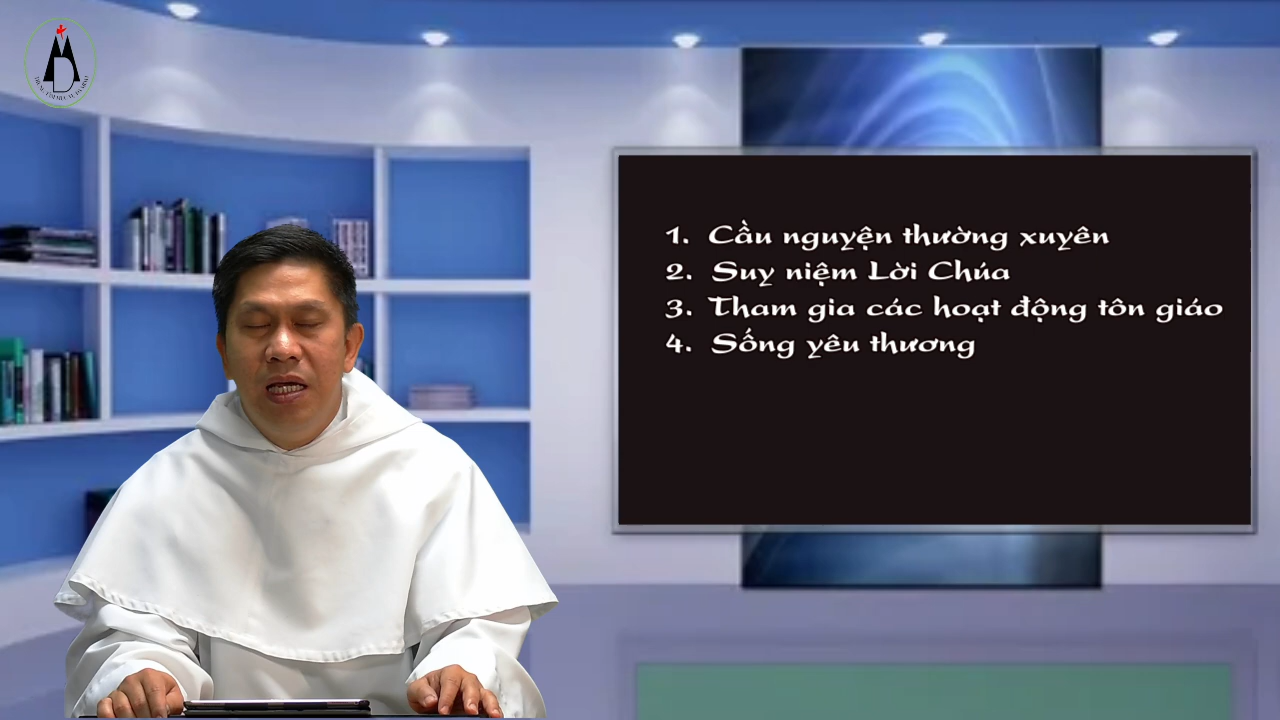 1. Cầu nguyện thường xuyên
2. Suy niệm Lời Chúa
3. Tham gia các hoạt động tôn giáo
4. Sống yêu thương